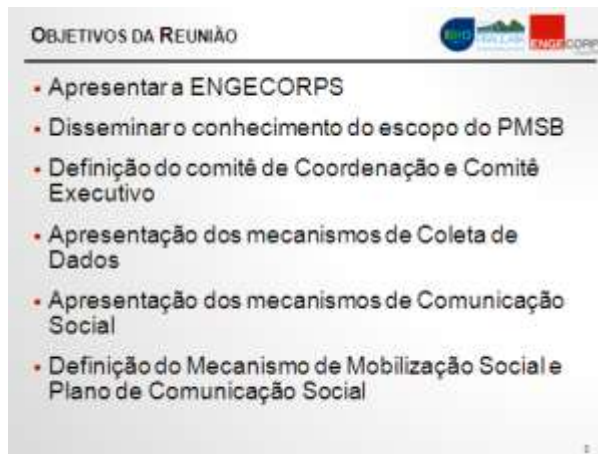 OBJETIVOS DA REUNIÃO
ENGECORPS
• Apresentar a ENGECORPS
• Disseminar o conhecimento do escopo do PMSB
• Definição do comitê de Coordenação e Comitê
Executivo
• Apresentação dos mecanismos de Coleta de
Dados
• Apresentação dos mecanismos de Comunicação
Social
• Definição do Mecanismo de Mobilização Social e
Plano de Comunicação Social